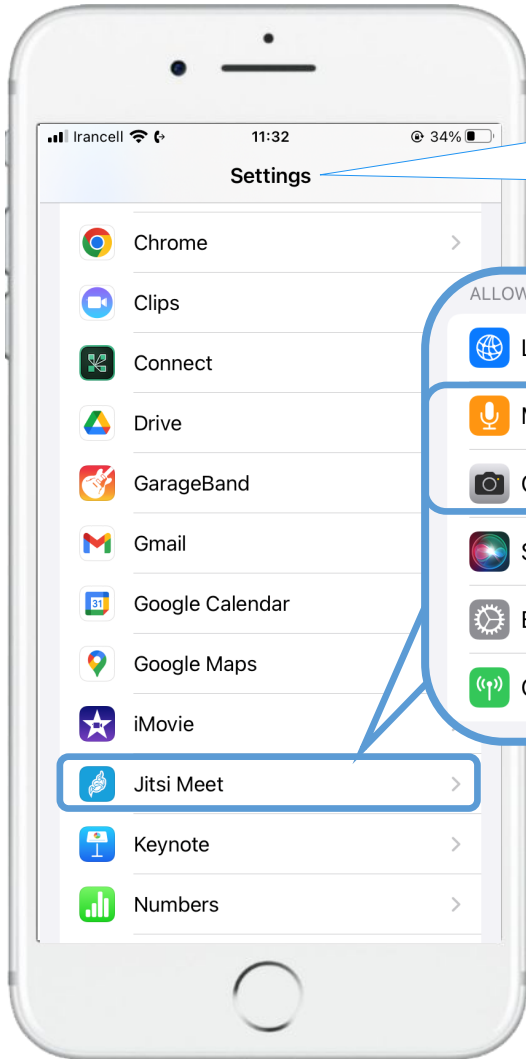 Irancell 11:32 34%
Settings
Chrome
Clips
Connect
Drive
GarageBand
Gmail
31
Google Calendar
Google Maps
iMovie
Jitsi Meet
Keynote
Numbers
ALLOW
L
M
C
S
B
C